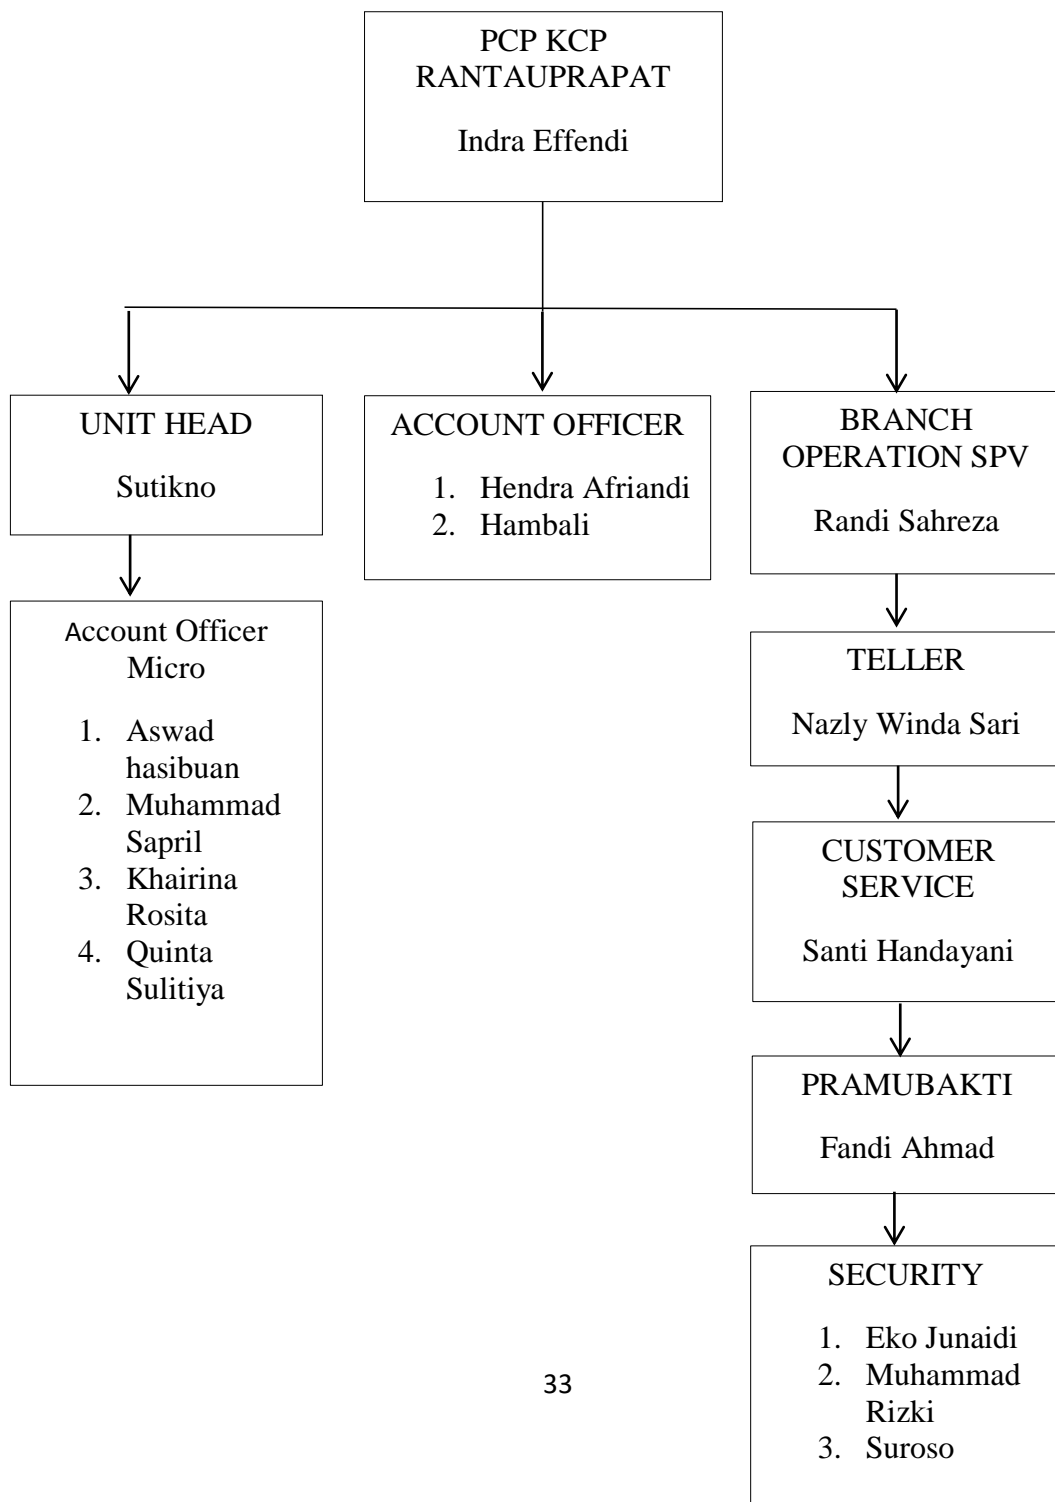 PCP KCP
RANTAUPRAPAT
Indra Effendi
UNIT HEAD
Sutikno
ACCOUNT OFFICER
1. Hendra Afriandi
2. Hambali
BRANCH
OPERATION SPV
Randi Sahreza
Account Officer
Micro
1. Aswad
hasibuan
2. Muhammad
Sapril
3. Khairina
Rosita
4. Quinta
Sulitiya
TELLER
Nazly Winda Sari
CUSTOMER
SERVICE
Santi Handayani
PRAMUBAKTI
Fandi Ahmad
SECURITY
1. Eko Junaidi
2. Muhammad
Rizki
3. Suroso
33